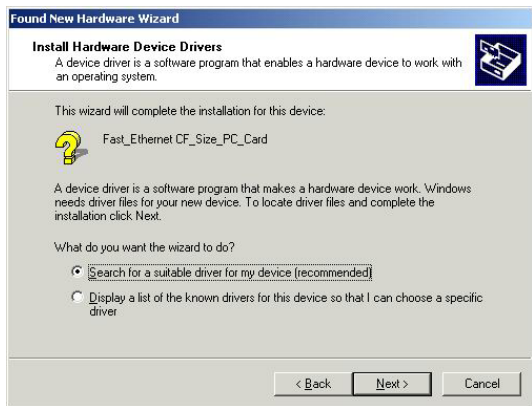 Found New Hardware Wizard
Install Hardware Device Drivers
A device driver is a software program that enables a hardware device to work with
an operating system.
This wizard will complete the installation for this device:
Fast_Ethernet CF_Size_PC_Card
A device driver is a software program that makes a hardware device work. Windows
needs driver files for your new device. To locate driver files and complete the
installation click Next.
What do you want the wizard to do?
Search for a suitable driver for my device (recommended)
Display a list of the known drivers for this device so that I can choose a specific
driver
< Back Next > Cancel